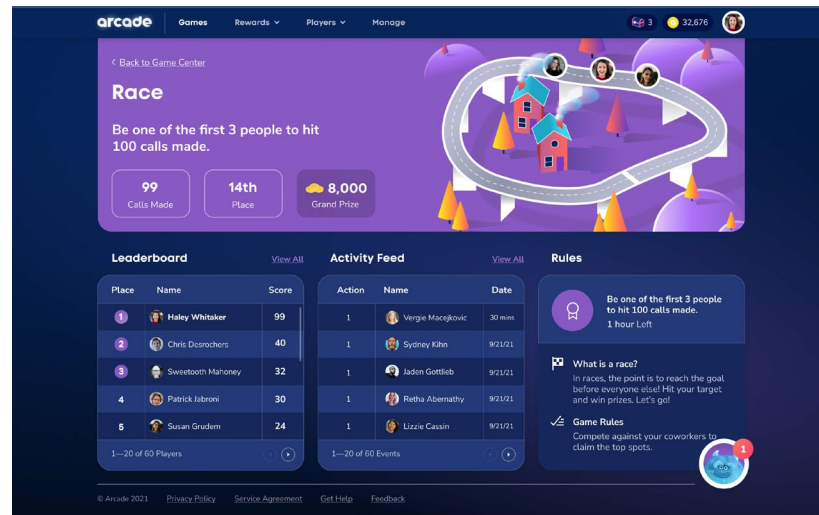 arcade
Games Rewards Players Manage
3 32,676
< Back to Game Center
Race
Be one of the first 3 people to hit
100 calls made.
99
Calls Made
14th
Place
8,000
Grand Prize
Leaderboard View All
Place Name Score
1 Haley Whitaker 99
2 Chris Desrochers 40
3 Sweetooth Mahoney 32
4 Patrick Jabroni 30
5 Susan Grudem 24
1—20 of 60 Players
Activity Feed View All
Action Name Date
1 Vergie Macejkovic 30 mins
1 Sydney Kihn 9/21/21
1 Jaden Gottlieb 9/21/21
1 Retha Abernathy 9/21/21
1 Lizzie Cassin 9/21/21
1—20 of 60 Events
Rules
Be one of the first 3 people
to hit 100 calls made.
1 hour Left
What is a race?
In races, the point is to reach the goal
before everyone else! Hit your target
and win prizes. Let's go!
Game Rules
Compete against your coworkers to
claim the top spots.
1
© Arcade 2021 Privacy Policy Service Agreement Get Help Feedback